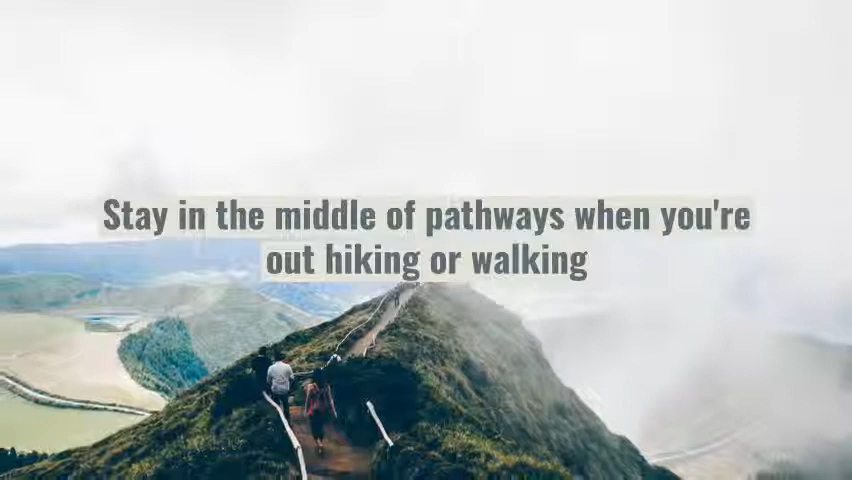 Stay in the middle of pathways when you're
out hiking or walking